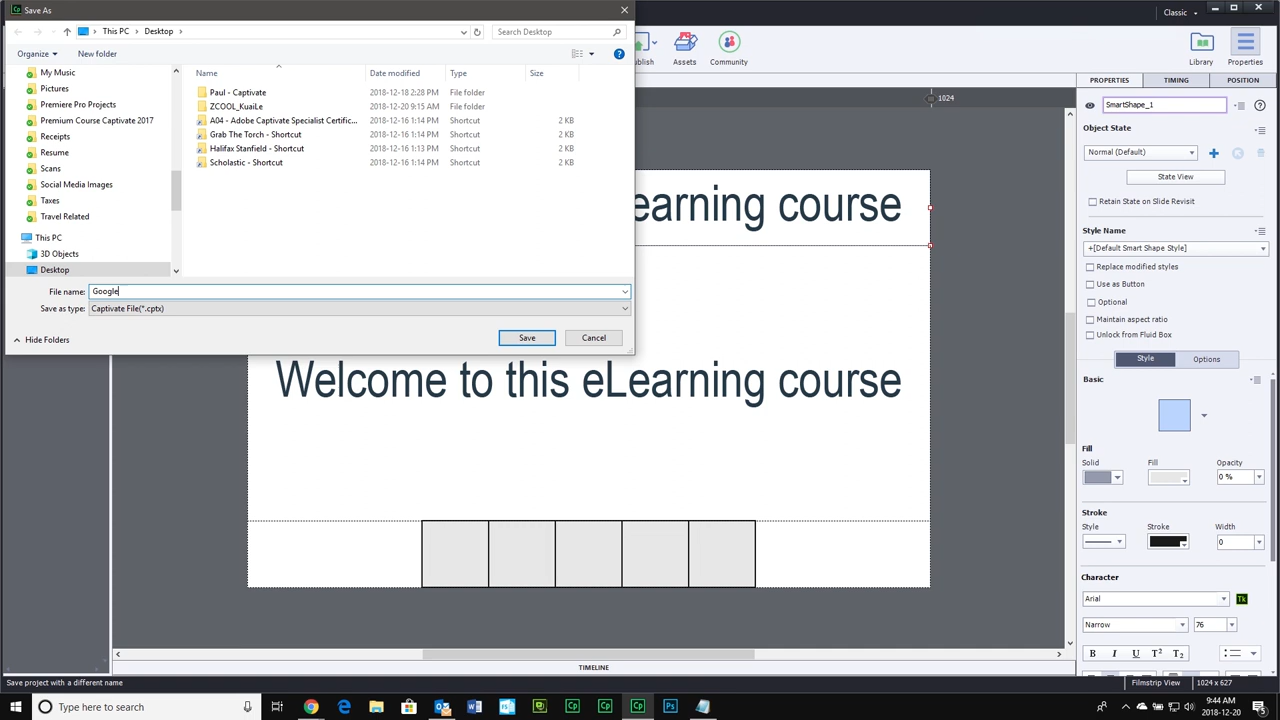 Save As
Classic
This PC > Desktop >
Search Desktop
Organize
New folder
Publish
Library
Assets
Community
Properties
My Music
Pictures
Premiere Pro Projects
Premium Course Captivate 2017
Receipts
Resume
Scans
Social Media Images
Taxes
Travel Related
This PC
3D Objects
Desktop
Name Date modified Type Size
Paul - Captivate 2018-12-18 2:28 PM File folder
ZCOOL_KuaiLe 2018-12-20 9:15 AM File folder
A04 - Adobe Captivate Specialist Certific... 2018-12-16 1:14 PM Shortcut 2 KB
Grab The Torch - Shortcut 2018-12-16 1:14 PM Shortcut 2 KB
Halifax Stanfield - Shortcut 2018-12-16 1:13 PM Shortcut 2 KB
Scholastic - Shortcut 2018-12-16 1:14 PM Shortcut 2 KB
File name: Google
Save as type: Captivate File(*.cptx)
Hide Folders
Save
Cancel
1024
eLearning course
Welcome to this eLearning course
PROPERTIES TIMING POSITION
SmartShape_1
Object State
Normal (Default)
State View
Retain State on Slide Revisit
Style Name
+[Default Smart Shape Style]
Replace modified styles
Use as Button
Optional
Maintain aspect ratio
Unlock from Fluid Box
Style Options
Basic
Fill
Solid Fill Opacity
0 %
Stroke
Style Stroke Width
0
Character
Arial
Tk
Narrow 76
B I U T² T₂
TIMELINE
Save project with a different name
Filmstrip View 1024 x 627
Type here to search
9:44 AM
2018-12-20